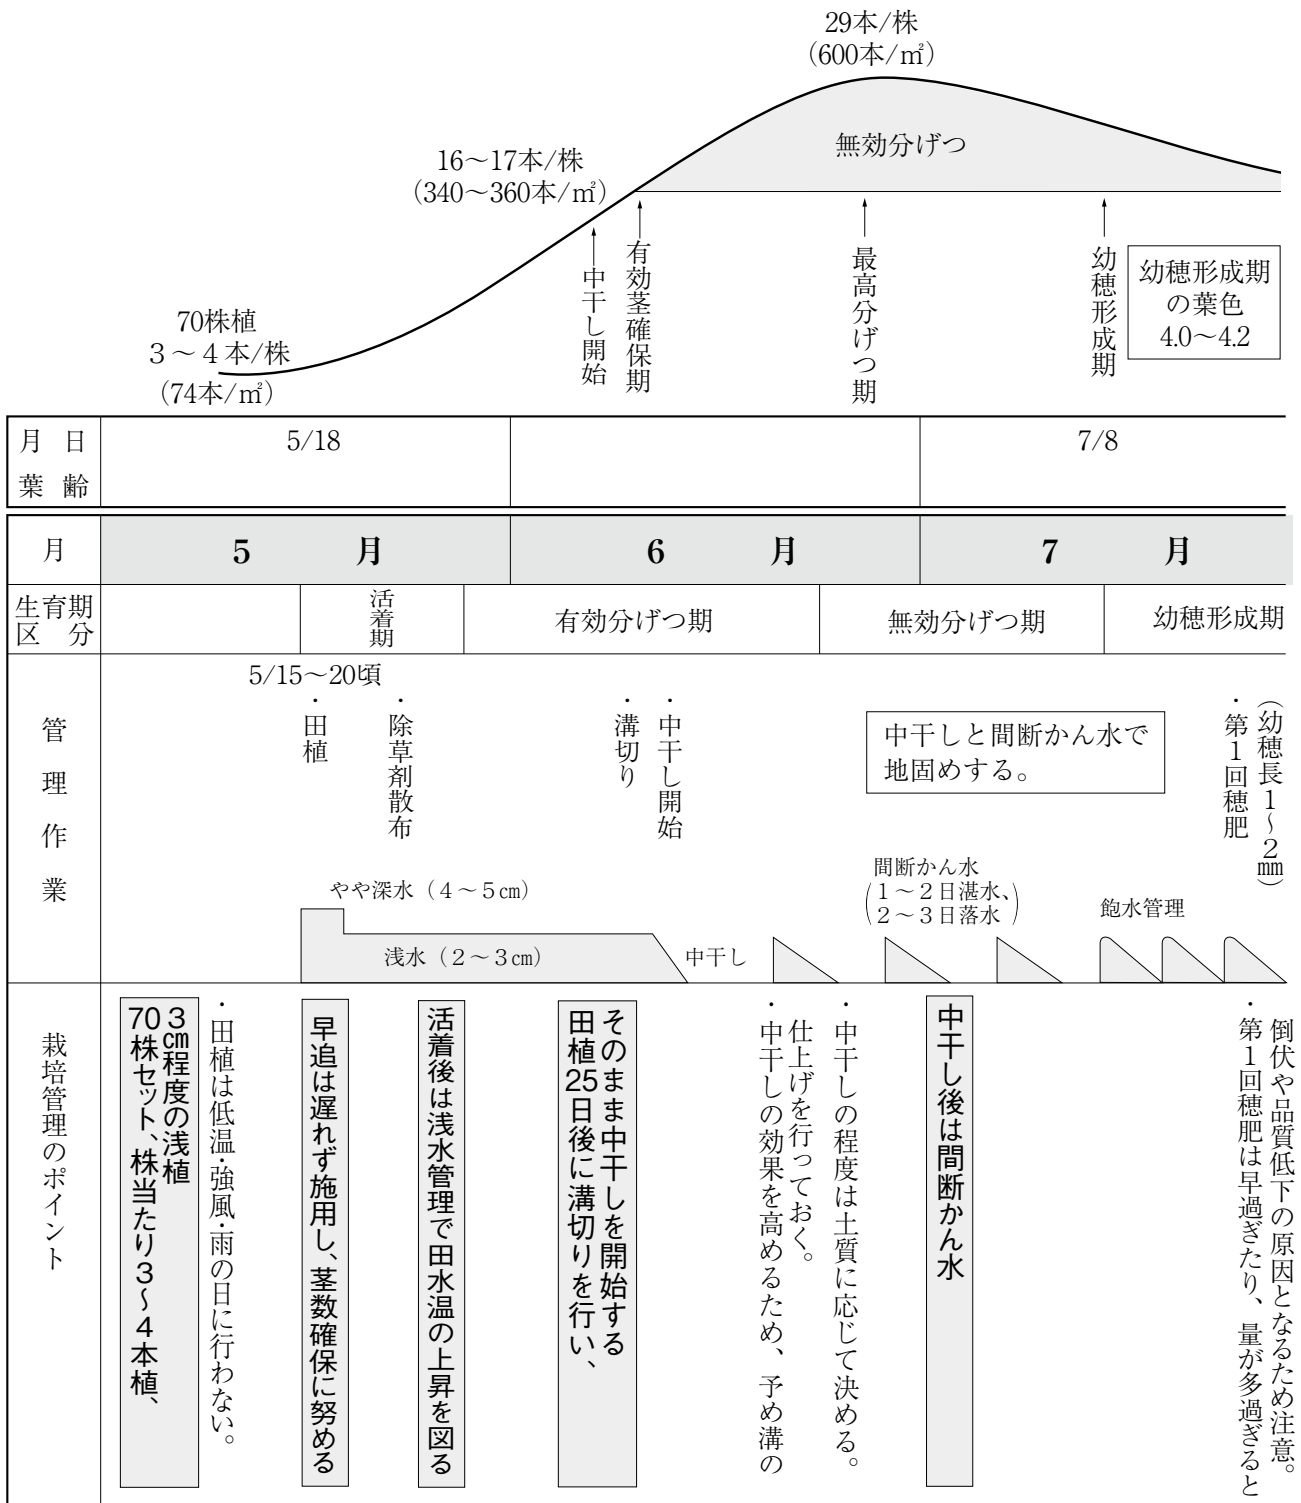 29本/株
（600本/㎡）
無効分げつ
16〜17本/株
（340〜360本/㎡）
70株植
３〜４本/株
（74本/㎡）
中干し開始
有効茎確保期
最高分げつ期
幼穂形成期
幼穂形成期
の葉色
4.0〜4.2
月　日
葉　齢
5/18
7/8
月
5　月
6　月
7　月
生育期
区　分
活着期
有効分げつ期
無効分げつ期
幼穂形成期
管理作業
5/15〜20頃
・田植
・除草剤散布
・溝切り
・中干し開始
中干しと間断かん水で
地固めする。
・第１回穂肥
（幼穂長１〜２㎜）
やや深水（４〜５㎝）
浅水（２〜３㎝）
中干し
間断かん水
（１〜２日湛水、
２〜３日落水）
飽水管理
栽培管理のポイント
70株セット、株当たり３〜４本植、
３㎝程度の浅植
・田植は低温・強風・雨の日に行わない。
早追は遅れず施用し、茎数確保に努める
活着後は浅水管理で田水温の上昇を図る
田植25日後に溝切りを行い、
そのまま中干しを開始する
・中干しの効果を高めるため、予め溝の
仕上げを行っておく。
・中干しの程度は土質に応じて決める。
中干し後は間断かん水
・第１回穂肥は早過ぎたり、量が多過ぎると
倒伏や品質低下の原因となるため注意。